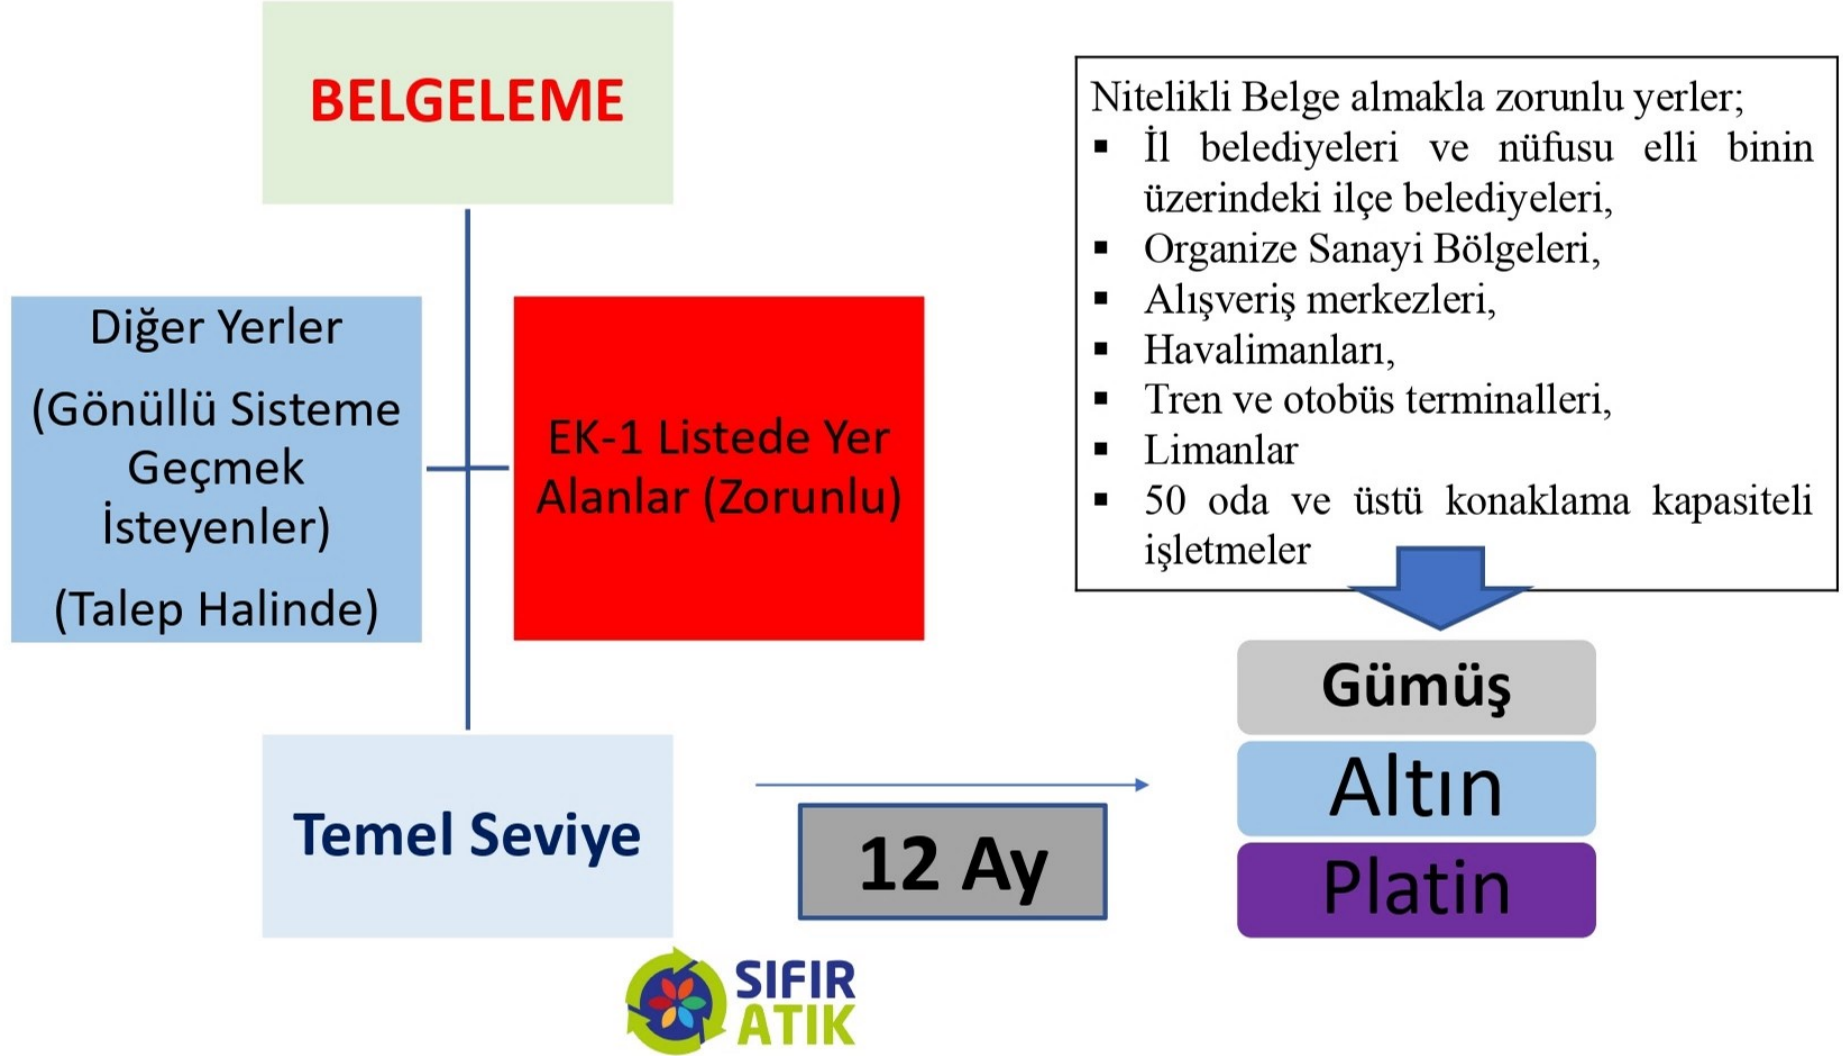 BELGELEME
Diğer Yerler
(Gönüllü Sisteme
Geçmek
İsteyenler)
(Talep Halinde)
EK-1 Listede Yer
Alanlar (Zorunlu)
Temel Seviye
12 Ay
Nitelikli Belge almakla zorunlu yerler;
▪ İl belediyeleri ve nüfusu elli binin
üzerindeki ilçe belediyeleri,
▪ Organize Sanayi Bölgeleri,
▪ Alışveriş merkezleri,
▪ Havalimanları,
▪ Tren ve otobüs terminalleri,
▪ Limanlar
▪ 50 oda ve üstü konaklama kapasiteli
işletmeler
Gümüş
Altın
Platin
SIFIR
ATIK